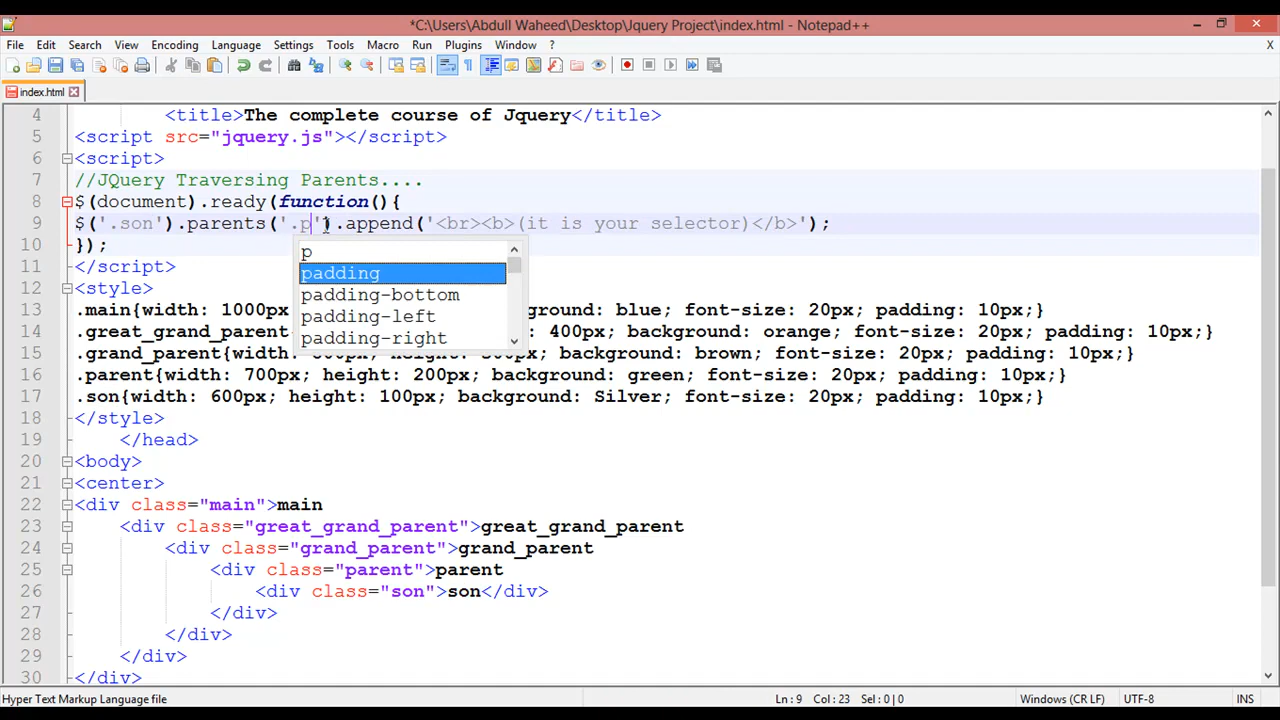 *C:\Users\Abdull Waheed\Desktop\Jquery Project\index.html - Notepad++
File Edit Search View Encoding Language Settings Tools Macro Run Plugins Window ? X
index.html
4 <title>The complete course of Jquery</title>
5 <script src="jquery.js"></script>
6 <script>
7 //JQuery Traversing Parents....
8 $(document).ready(function(){
9 $('.son').parents('.p').append('<br><b>(it is your selector)</b>');
10 });
p
11 </script>
padding
12 <style>
padding-bottom
13 .main{width: 1000px ground: blue; font-size: 20px; padding: 10px;}
padding-left
14 .great_grand_parent : 400px; background: orange; font-size: 20px; padding: 10px;}
padding-right
15 .grand_parent{width: background: brown; font-size: 20px; padding: 10px;}
16 .parent{width: 700px; height: 200px; background: green; font-size: 20px; padding: 10px;}
17 .son{width: 600px; height: 100px; background: Silver; font-size: 20px; padding: 10px;}
18 </style>
19 </head>
20 <body>
21 <center>
22 <div class="main">main
23 <div class="great_grand_parent">great_grand_parent
24 <div class="grand_parent">grand_parent
25 <div class="parent">parent
26 <div class="son">son</div>
27 </div>
28 </div>
29 </div>
30 </div>
Hyper Text Markup Language file Ln : 9 Col : 23 Sel : 0 | 0 Windows (CR LF) UTF-8 INS